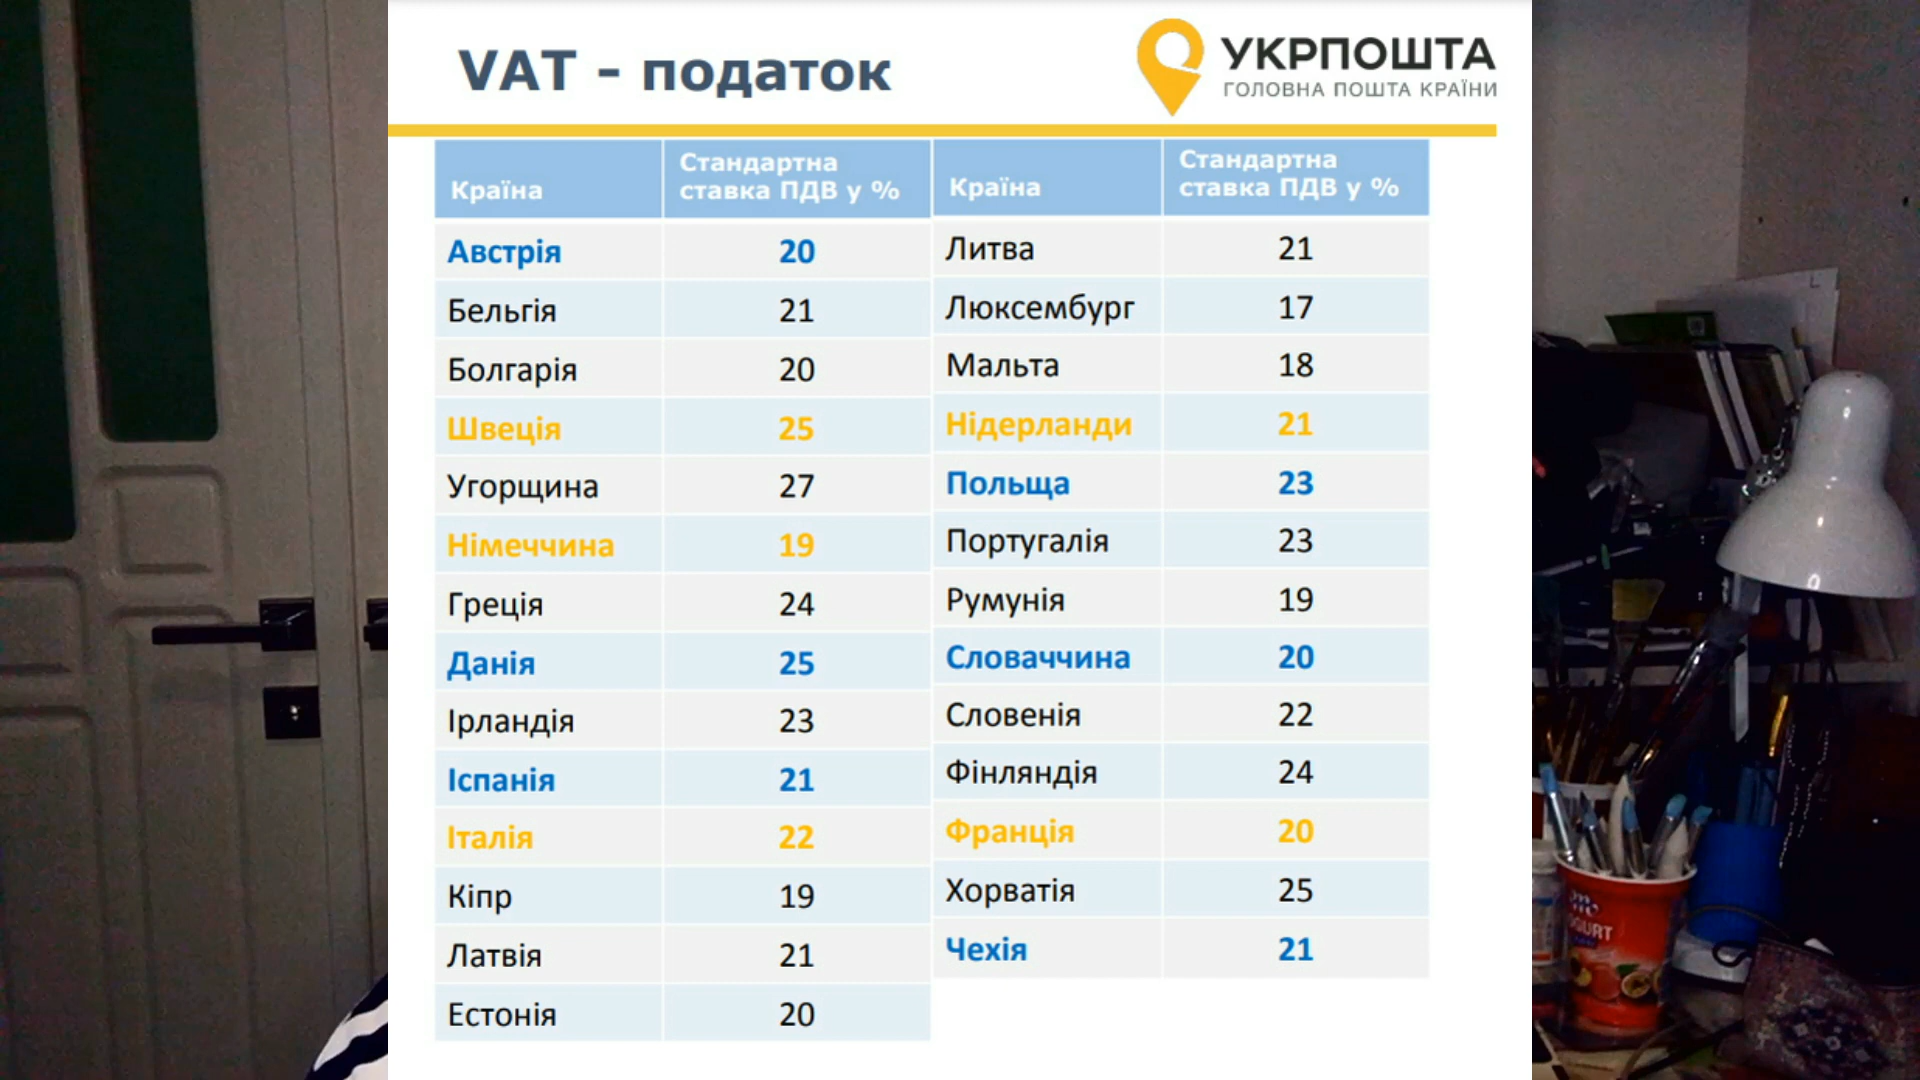 VAT - податок
УКРПОШТА
ГОЛОВНА ПОШТА КРАЇНИ
Країна Стандартна ставка ПДВ у %
Австрія 20
Бельгія 21
Болгарія 20
Швеція 25
Угорщина 27
Німеччина 19
Греція 24
Данія 25
Ірландія 23
Іспанія 21
Італія 22
Кіпр 19
Латвія 21
Естонія 20
Країна Стандартна ставка ПДВ у %
Литва 21
Люксембург 17
Мальта 18
Нідерланди 21
Польща 23
Португалія 23
Румунія 19
Словаччина 20
Словенія 22
Фінляндія 24
Франція 20
Хорватія 25
Чехія 21